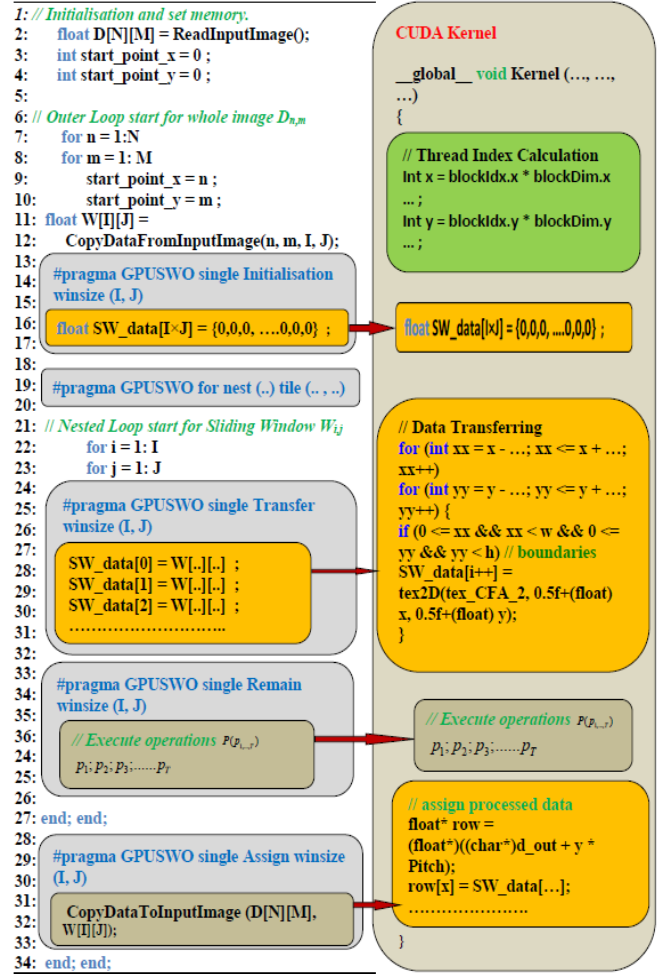 1: // Initialisation and set memory.
2: float D[N][M] = ReadInputImage();
3: int start_point_x = 0 ;
4: int start_point_y = 0 ;
5:
6: // Outer Loop start for whole image Dn,m
7: for n = 1:N
8: for m = 1: M
9: start_point_x = n ;
10: start_point_y = m ;
11: float W[I][J] =
12: CopyDataFromInputImage(n, m, I, J);
13:
14: #pragma GPUSWO single Initialisation
15: winsize (I, J)
16: float SW_data[I×J] = {0,0,0, ….0,0,0} ;
17:
18:
19: #pragma GPUSWO for nest (..) tile (.. , ..)
20:
21: // Nested Loop start for Sliding Window Wi,j
22: for i = 1: I
23: for j = 1: J
24:
25: #pragma GPUSWO single Transfer
26: winsize (I, J)
27:
28: SW_data[0] = W[..][..] ;
29: SW_data[1] = W[..][..] ;
30: SW_data[2] = W[..][..] ;
31: ………………………..
32:
33:
34: #pragma GPUSWO single Remain
35: winsize (I, J)
36: // Execute operations P(pi,..,T)
24: p1; p2; p3;......pT
25:
26:
27: end; end;
28:
29: #pragma GPUSWO single Assign winsize
30: (I, J)
31:
32: CopyDataToInputImage (D[N][M],
33: W[I][J]);
34: end; end;
CUDA Kernel
__global__ void Kernel (…, …,
…)
{
// Thread Index Calculation
Int x = blockIdx.x * blockDim.x
... ;
Int y = blockIdx.y * blockDim.y
... ;
float SW_data[I×J] = {0,0,0, ....0,0,0} ;
// Data Transferring
for (int xx = x - …; xx <= x + …;
xx++)
for (int yy = y - …; yy <= y + …;
yy++) {
if (0 <= xx && xx < w && 0 <=
yy && yy < h) // boundaries
SW_data[i++] =
tex2D(tex_CFA_2, 0.5f+(float)
x, 0.5f+(float) y);
}
// Execute operations P(pi,..,T)
p1; p2; p3;......pT
// assign processed data
float* row =
(float*)((char*)d_out + y *
Pitch);
row[x] = SW_data[…];
…………………
}